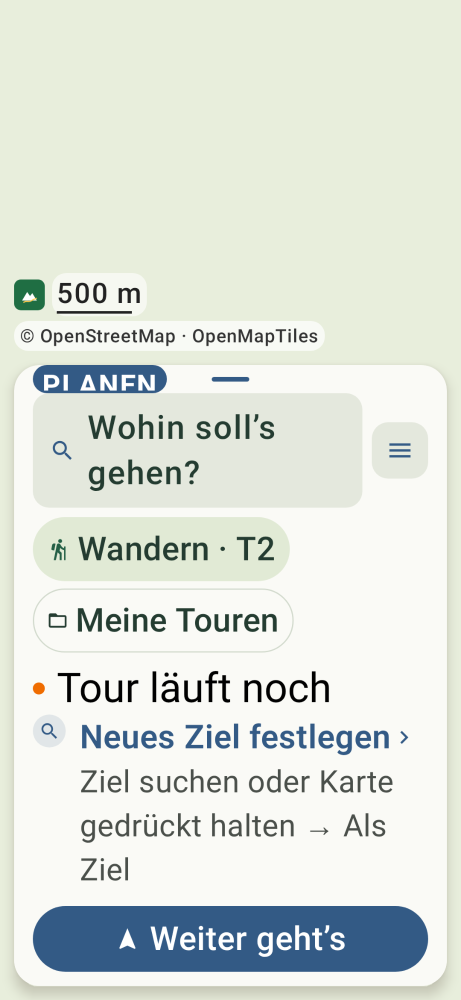 500 m
© OpenStreetMap · OpenMapTiles
PLANEN
Wohin soll’s
gehen?
Wandern · T2
Meine Touren
Tour läuft noch
Neues Ziel festlegen ›
Ziel suchen oder Karte
gedrückt halten → Als
Ziel
Weiter geht’s